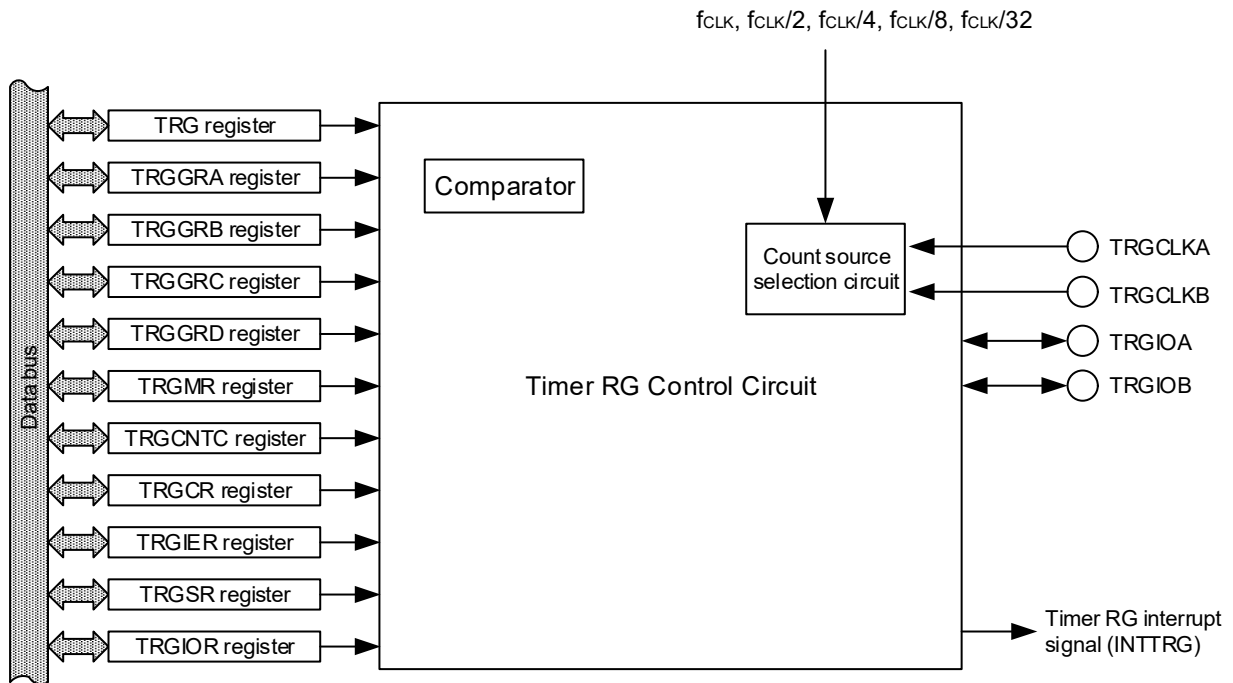 fCLK, fCLK/2, fCLK/4, fCLK/8, fCLK/32
Data bus
TRG register
TRGGRA register
TRGGRB register
TRGGRC register
TRGGRD register
TRGMR register
TRGCNTC register
TRGCR register
TRGIER register
TRGSR register
TRGIOR register
Comparator
Count source
selection circuit
Timer RG Control Circuit
TRGCLKA
TRGCLKB
TRGIOA
TRGIOB
Timer RG interrupt
signal (INTTRG)